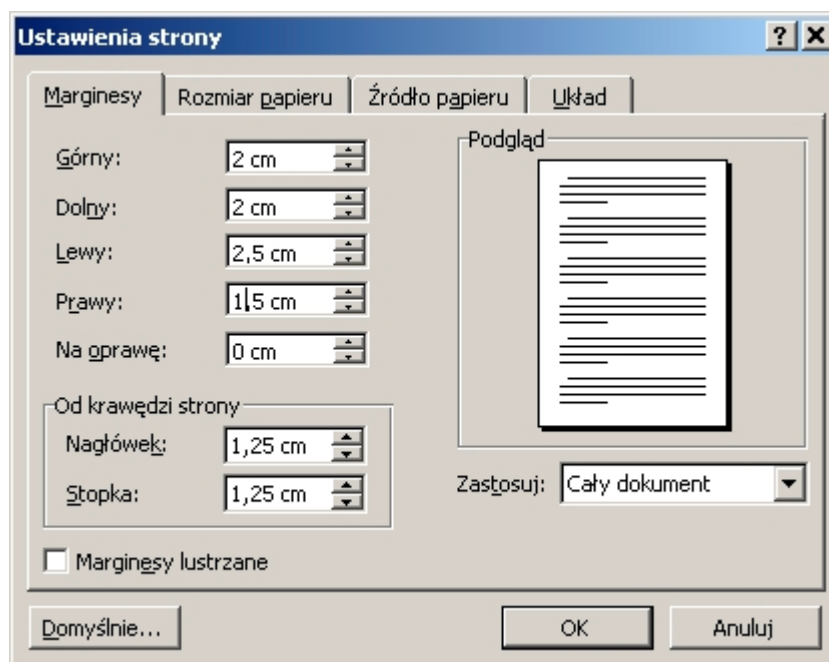 Ustawienia strony
Marginesy Rozmiar papieru Źródło papieru Układ
Górny: 2 cm
Dolny: 2 cm
Lewy: 2,5 cm
Prawy: 1,5 cm
Na oprawę: 0 cm
Od krawędzi strony
Nagłówek: 1,25 cm
Stopka: 1,25 cm
Marginesy lustrzane
Podgląd
Zastosuj: Cały dokument
Domyślnie... OK Anuluj